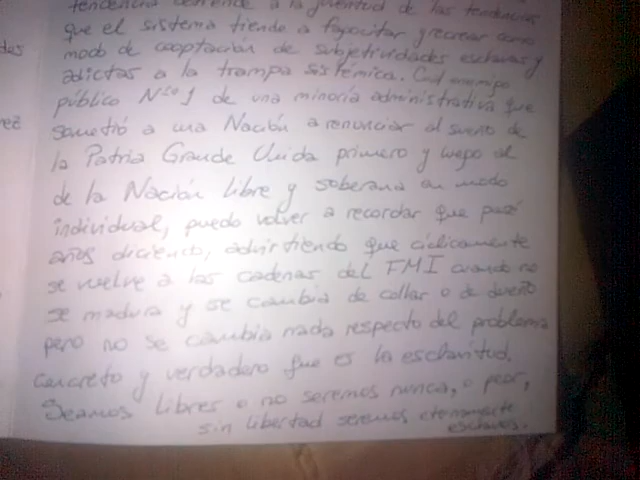 tendencia defiende a la juventud de las tendencias
que el sistema tiende a fagocitar y recrear como
modo de cooptación de subjetividades esclavas y
adictas a la trampa sistémica. Cual enemigo
público Nº 1 de una minoría administrativa que
sometió a una Nación a renunciar al sueño de
la Patria Grande Unida primero y luego al
de la Nación libre y soberana en modo
individual, puedo volver a recordar que pasé
años diciendo, advirtiendo que cíclicamente
se vuelve a las cadenas del FMI cuando no
se madura y se cambia de collar o de dueño
pero no se cambia nada respecto del problema
concreto y verdadero que es la esclavitud.
Seamos libres o no seremos nunca, o peor,
sin libertad seremos eternamente
esclavos.